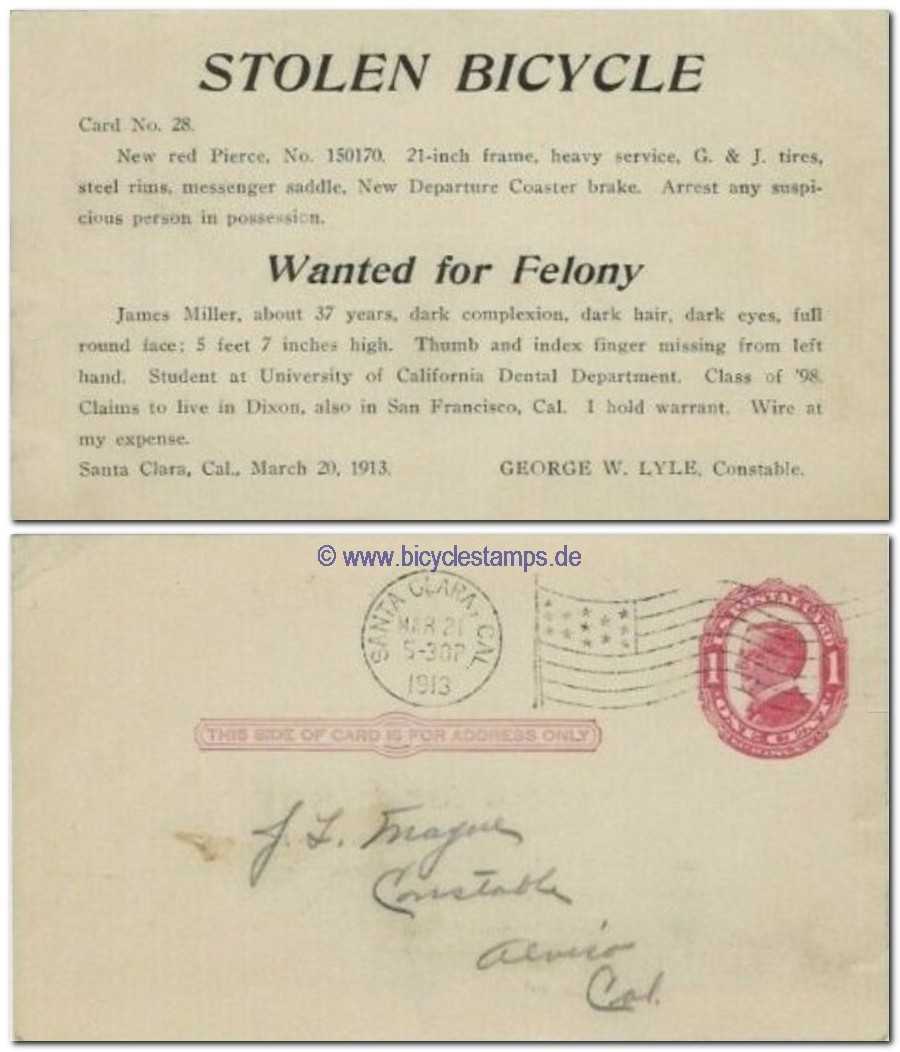 STOLEN BICYCLE
Card No. 28.
New red Pierce, No. 150170. 21-inch frame, heavy service, G. & J. tires,
steel rims, messenger saddle, New Departure Coaster brake. Arrest any suspi-
cious person in possession.
Wanted for Felony
James Miller, about 37 years, dark complexion, dark hair, dark eyes, full
round face; 5 feet 7 inches high. Thumb and index finger missing from left
hand. Student at University of California Dental Department. Class of '98.
Claims to live in Dixon, also in San Francisco, Cal. I hold warrant. Wire at
my expense.
Santa Clara, Cal., March 20, 1913. GEORGE W. LYLE, Constable.
© www.bicyclestamps.de
SANTA CLARA, CAL.
MAR 21
5-30P
1913
U.S. POSTAL CARD
1 1
ONE CENT
THIS SIDE OF CARD IS FOR ADDRESS ONLY
J. L.
Constable
Alviso
Cal.